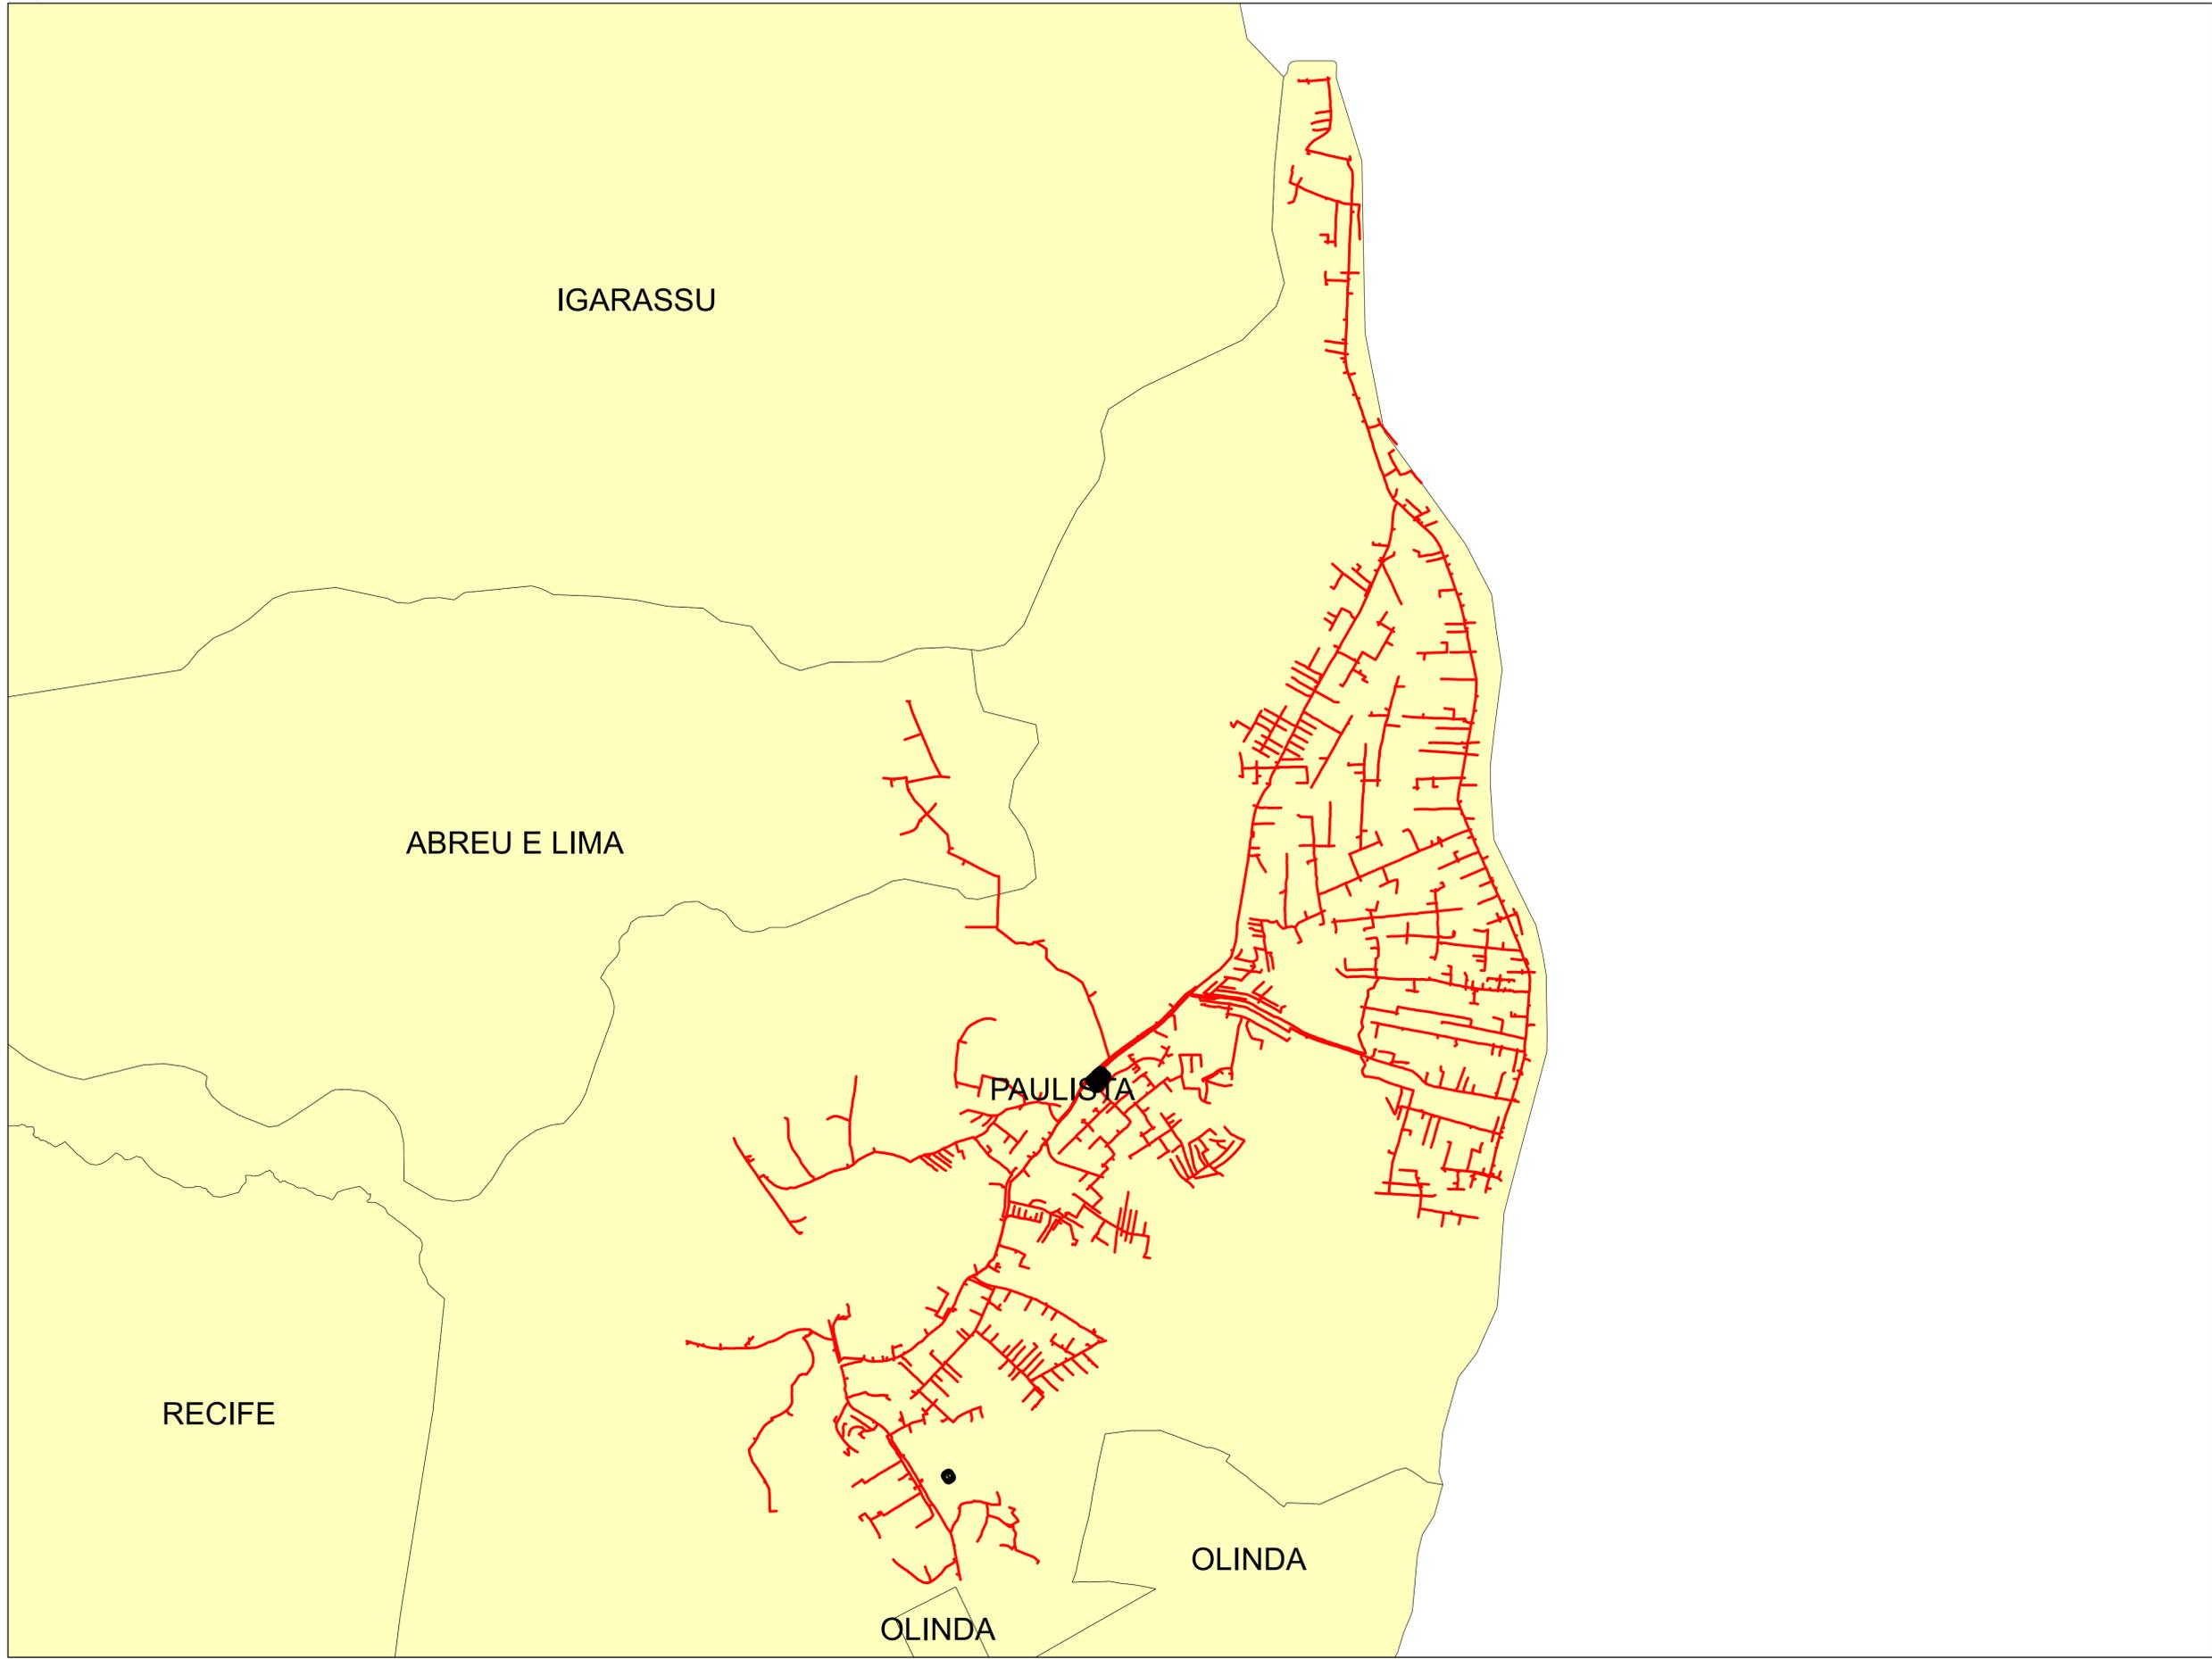 IGARASSU
ABREU E LIMA
PAULISTA
RECIFE
OLINDA
OLINDA